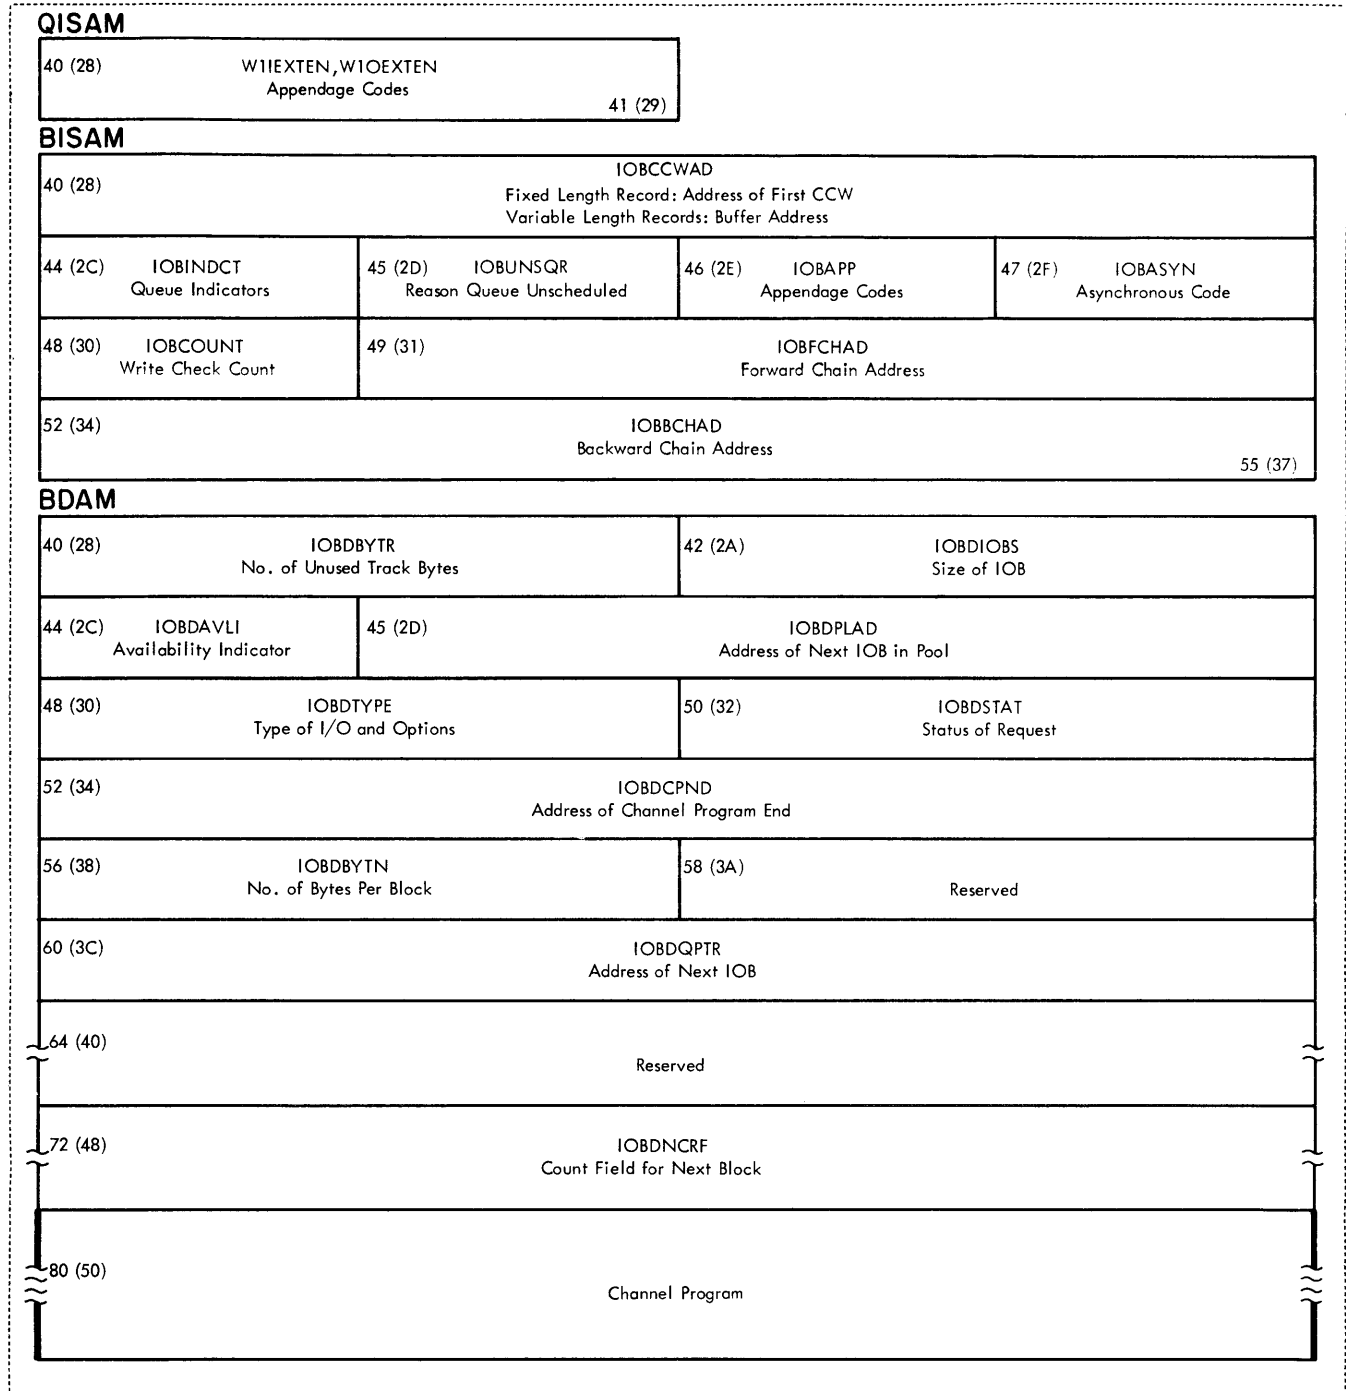 QISAM
40 (28) W1IEXTEN,W1OEXTEN
Appendage Codes
41 (29)
BISAM
IOBCCWAD
40 (28)
Fixed Length Record: Address of First CCW
Variable Length Records: Buffer Address
44 (2C) IOBINDCT 45 (2D) IOBUNSQR 46 (2E) IOBAPP 47 (2F) IOBASYN
Queue Indicators Reason Queue Unscheduled Appendage Codes Asynchronous Code
48 (30) IOBCOUNT 49 (31) IOBFCHAD
Write Check Count Forward Chain Address
52 (34) IOBBCHAD
Backward Chain Address
55 (37)
BDAM
40 (28) IOBDBYTR 42 (2A) IOBDIOBS
No. of Unused Track Bytes Size of IOB
44 (2C) IOBDAVLI 45 (2D) IOBDPLAD
Availability Indicator Address of Next IOB in Pool
48 (30) IOBDTYPE 50 (32) IOBDSTAT
Type of I/O and Options Status of Request
52 (34) IOBDCPND
Address of Channel Program End
56 (38) IOBDBYTN 58 (3A)
No. of Bytes Per Block Reserved
60 (3C) IOBDQPTR
Address of Next IOB
64 (40)
Reserved
72 (48) IOBDNCRF
Count Field for Next Block
80 (50)
Channel Program